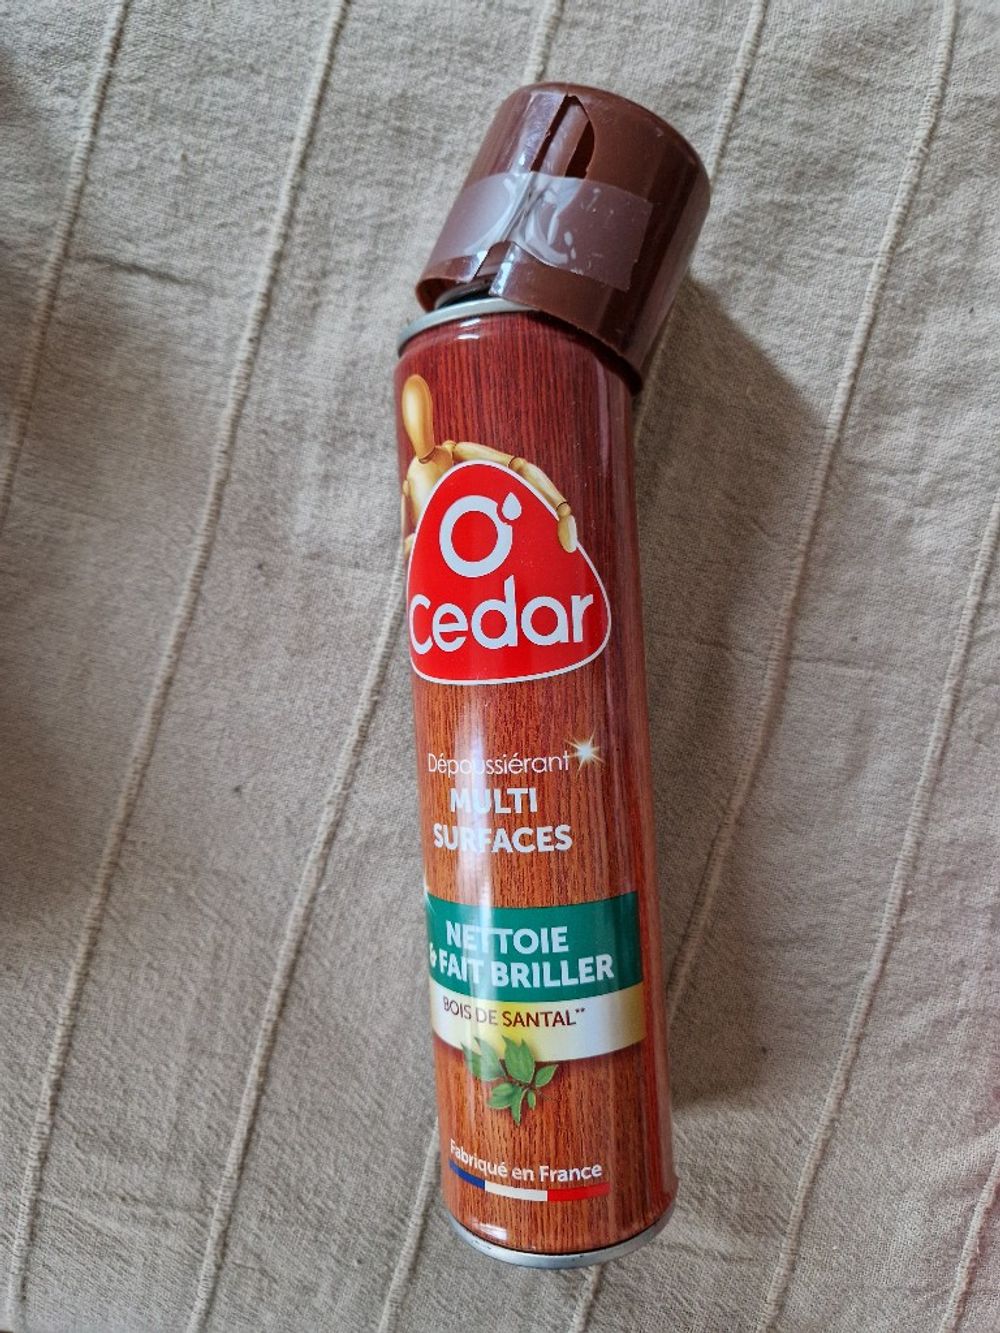 O'
cedar
Dépoussiérant
MULTI
SURFACES
NETTOIE
& FAIT BRILLER
BOIS DE SANTAL**
Fabriqué en France